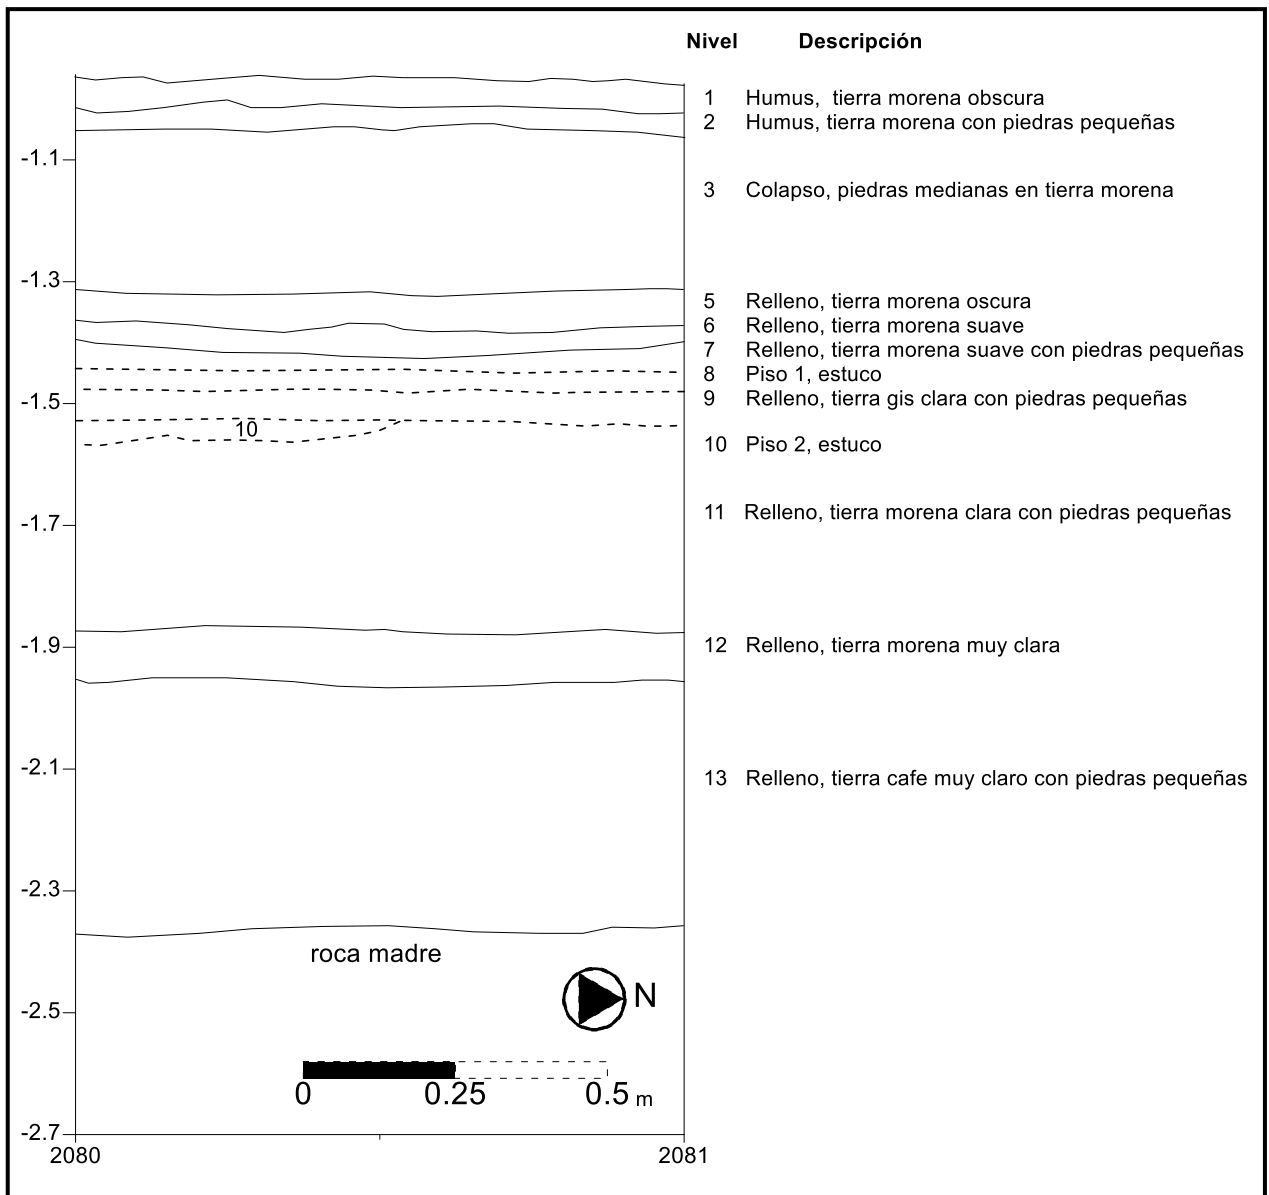 Nivel Descripción
1 Humus, tierra morena obscura
2 Humus, tierra morena con piedras pequeñas
-1.1
3 Colapso, piedras medianas en tierra morena
-1.3
5 Relleno, tierra morena oscura
6 Relleno, tierra morena suave
7 Relleno, tierra morena suave con piedras pequeñas
8 Piso 1, estuco
9 Relleno, tierra gis clara con piedras pequeñas
-1.5
10
10 Piso 2, estuco
11 Relleno, tierra morena clara con piedras pequeñas
-1.7
-1.9
12 Relleno, tierra morena muy clara
-2.1
13 Relleno, tierra cafe muy claro con piedras pequeñas
-2.3
roca madre
N
-2.5
0 0.25 0.5 m
-2.7
2080 2081